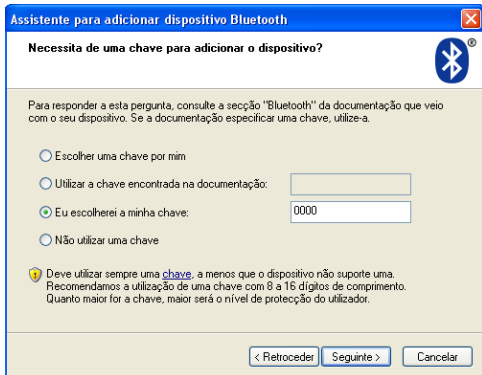 Assistente para adicionar dispositivo Bluetooth
Necessita de uma chave para adicionar o dispositivo?
®
Para responder a esta pergunta, consulte a secção "Bluetooth" da documentação que veio
com o seu dispositivo. Se a documentação especificar uma chave, utilize-a.
Escolher uma chave por mim
Utilizar a chave encontrada na documentação:
Eu escolherei a minha chave: 0000
Não utilizar uma chave
Deve utilizar sempre uma chave, a menos que o dispositivo não suporte uma.
Recomendamos a utilização de uma chave com 8 a 16 dígitos de comprimento.
Quanto maior for a chave, maior será o nível de protecção do utilizador.
< Retroceder Seguinte > Cancelar